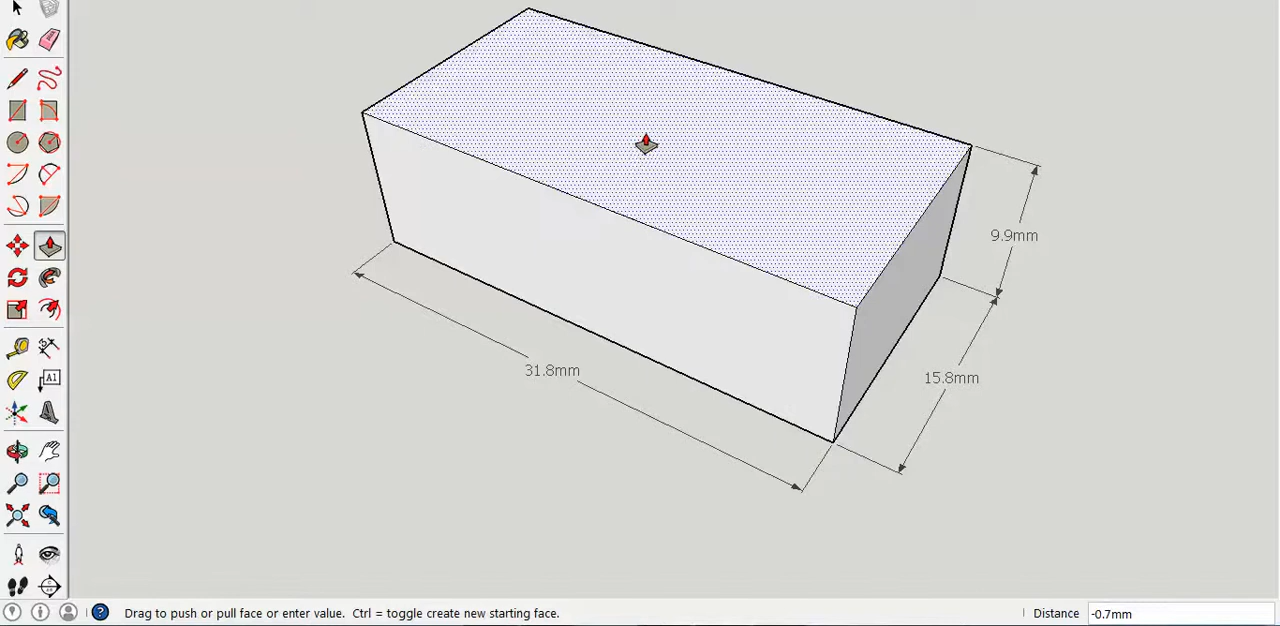 9.9mm
31.8mm
15.8mm
A1
Drag to push or pull face or enter value. Ctrl = toggle create new starting face.
Distance -0.7mm